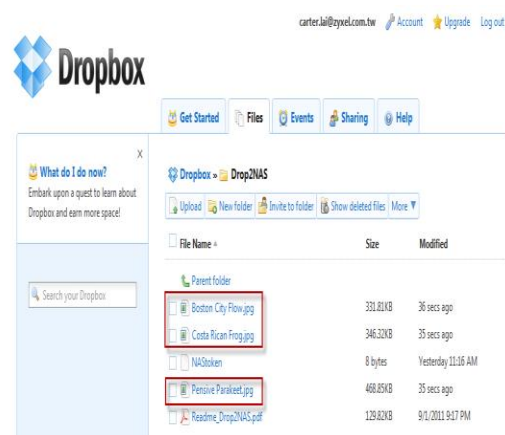 carter.lai@zyxel.com.tw Account Upgrade Log out
Dropbox
Get Started Files Events Sharing Help
X
What do I do now?
Embark upon a quest to learn about
Dropbox and earn more space!
Search your Dropbox
Dropbox » Drop2NAS
Upload New folder Invite to folder Show deleted files More ▼
File Name Size Modified
Parent folder
Boston City Flow.jpg 331.81KB 36 secs ago
Costa Rican Frog.jpg 346.32KB 35 secs ago
NAStoken 8 bytes Yesterday 11:16 AM
Pensive Parakeet.jpg 468.85KB 35 secs ago
Readme_Drop2NAS.pdf 129.82KB 9/1/2011 9:17 PM